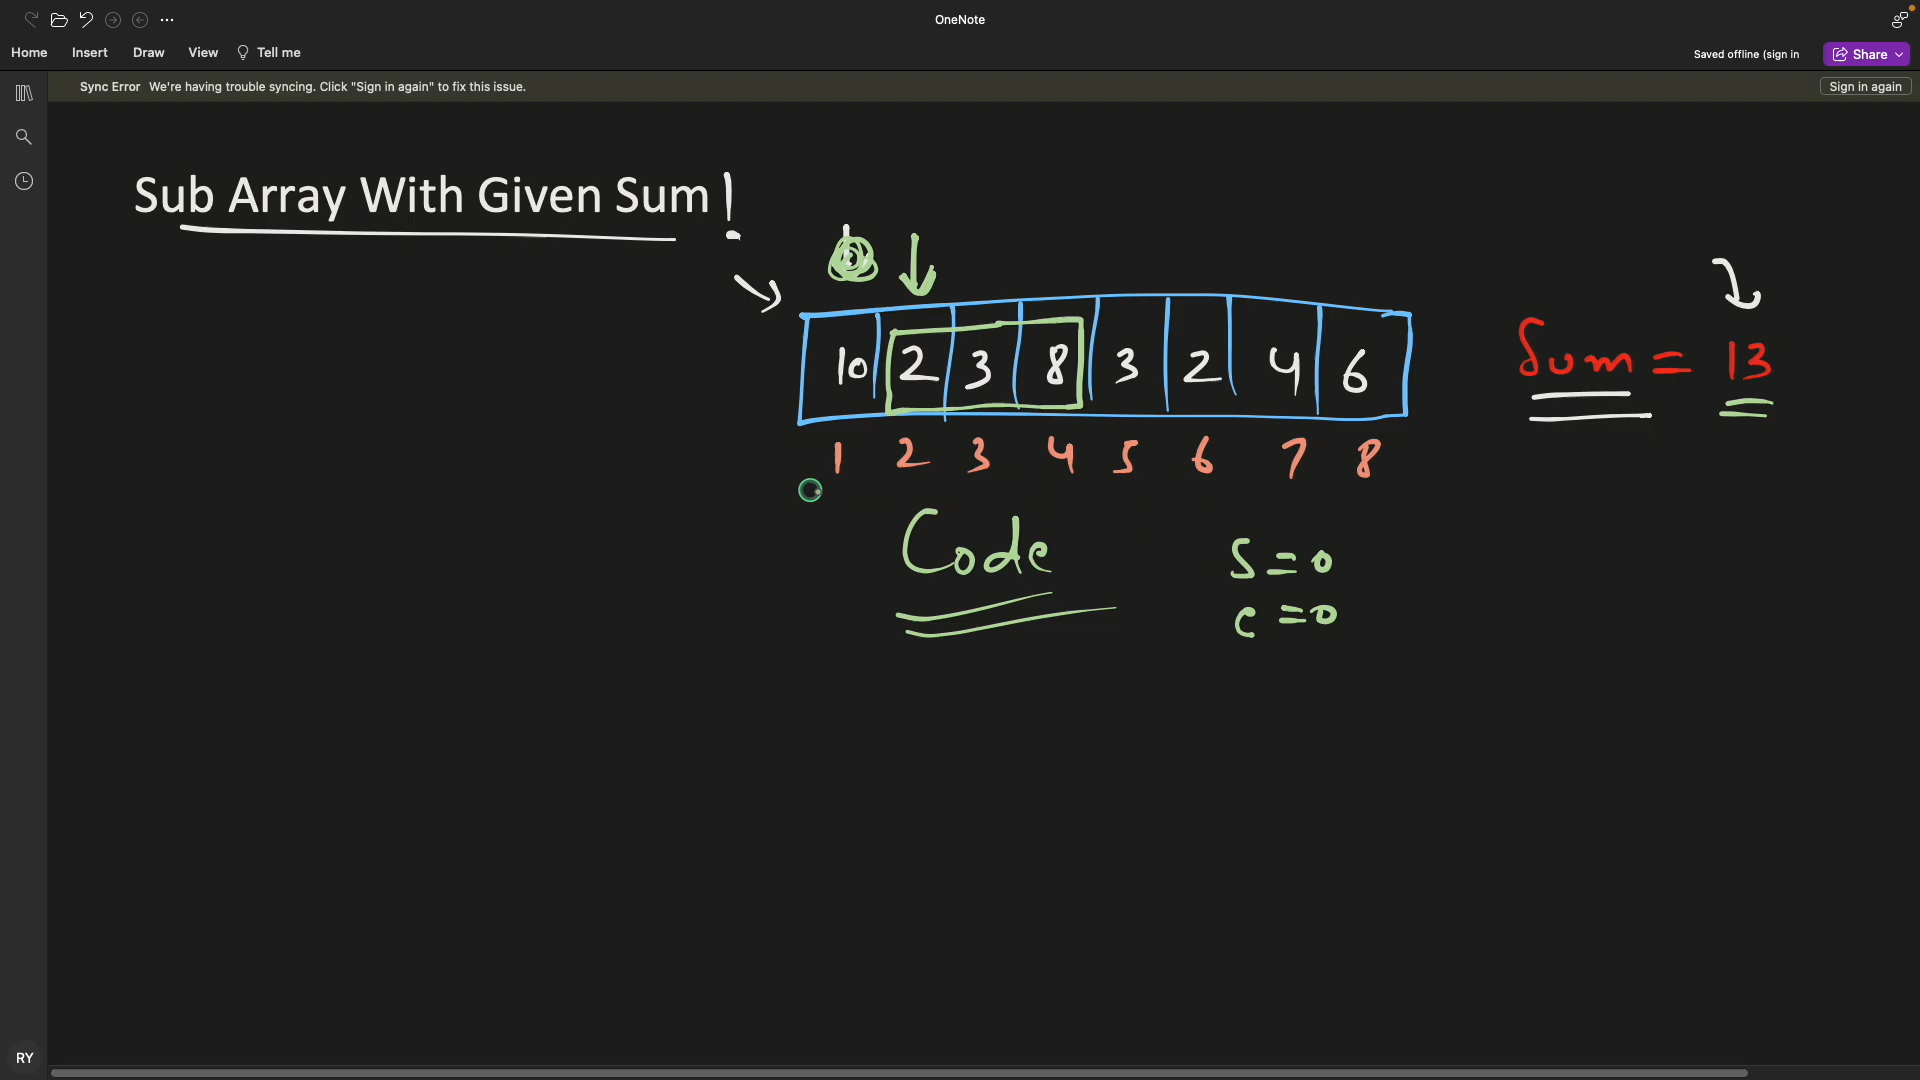 OneNote
Home Insert Draw View Tell me
Saved offline (sign in
Share
Sync Error We're having trouble syncing. Click "Sign in again" to fix this issue.
Sign in again
Sub Array With Given Sum!
10 2 3 8 3 2 4 6
Sum = 13
1 2 3 4 5 6 7 8
Code
S = 0
e = 0
RY